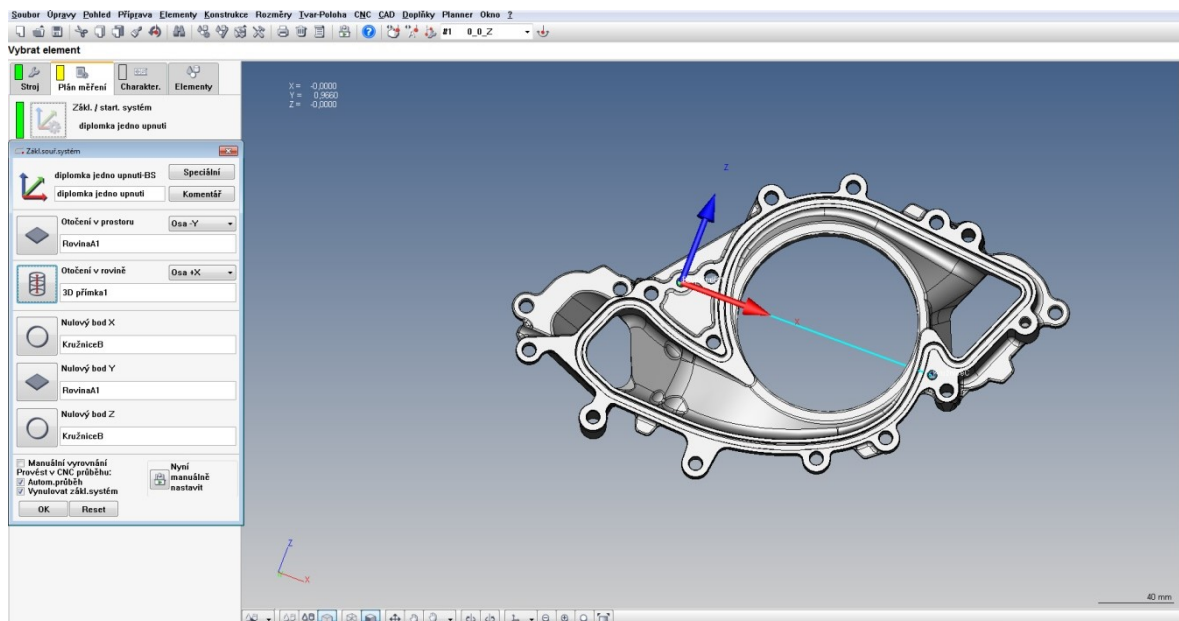 Soubor Úpravy Pohled Příprava Elementy Konstrukce Rozměry Tvar-Poloha CNC CAD Doplňky Planner Okno ?
#1 0_0_Z
Vybrat element
Stroj Plán měření Charakter. Elementy
Zákl. / start. systém
diplomka jedno upnuti
Zákl.souř.systém
diplomka jedno upnuti-BS Speciální
diplomka jedno upnuti Komentář
Otočení v prostoru Osa -Y
RovinaA1
Otočení v rovině Osa +X
3D přímka1
Nulový bod X
KružniceB
Nulový bod Y
RovinaA1
Nulový bod Z
KružniceB
Manuální vyrovnání
Provést v CNC průběhu:
Autom.průběh
Vynulovat zákl.systém
Nyní
manuálně
nastavit
OK Reset
X = -0,0000
Y = 0,9660
Z = -0,0000
Z
X
Z
X
40 mm